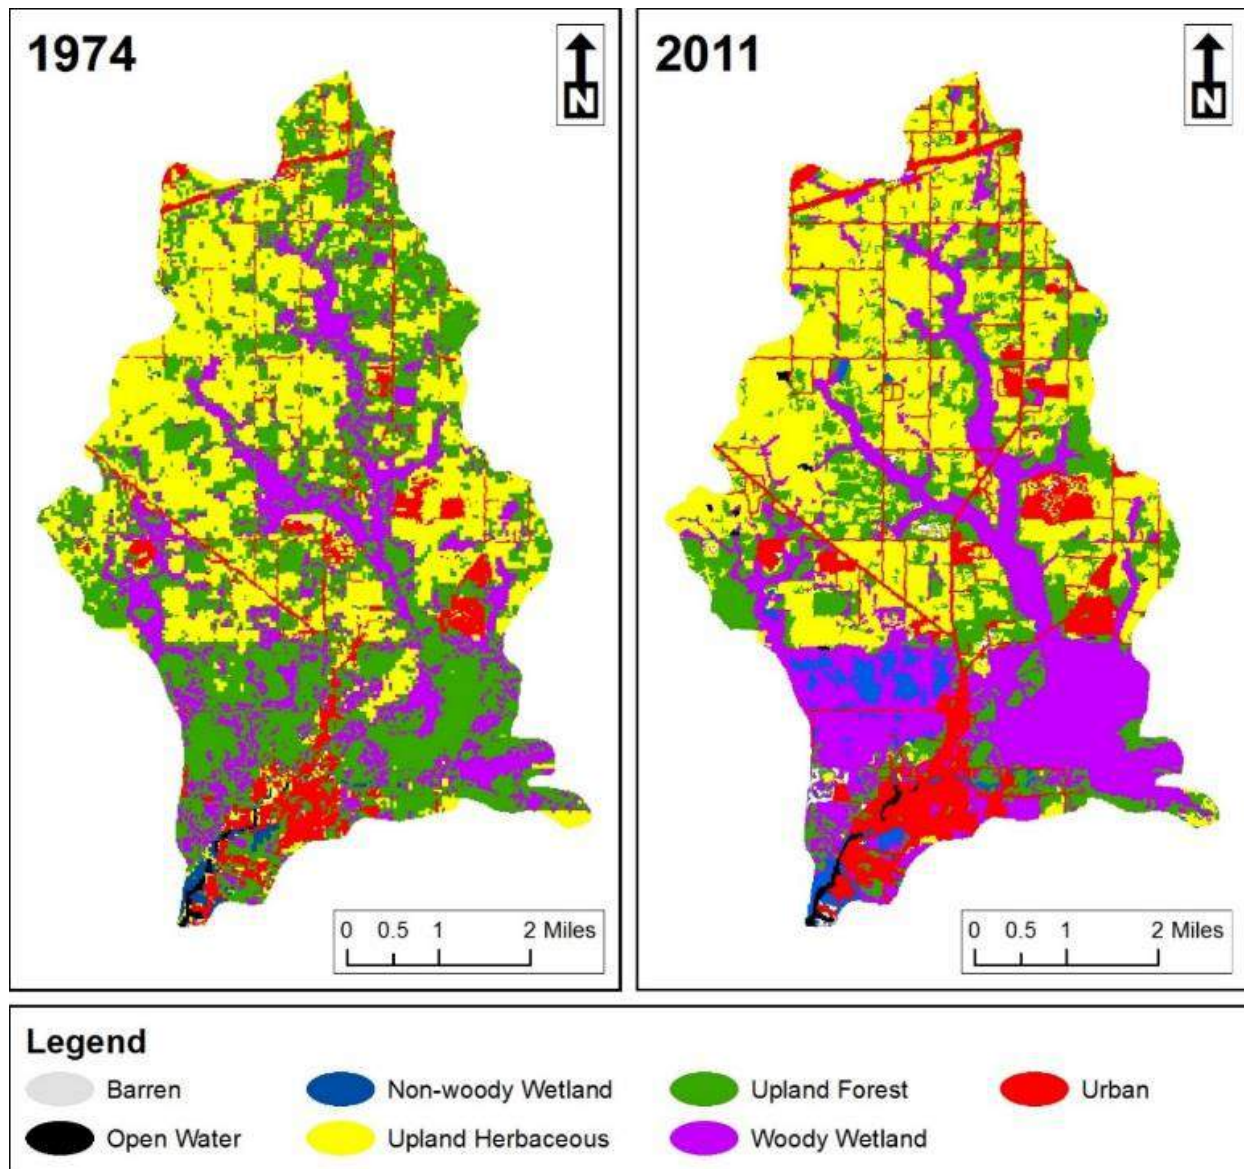 1974
N
2011
N
0 0.5 1 2 Miles
0 0.5 1 2 Miles
Legend
Barren
Non-woody Wetland
Upland Forest
Urban
Open Water
Upland Herbaceous
Woody Wetland